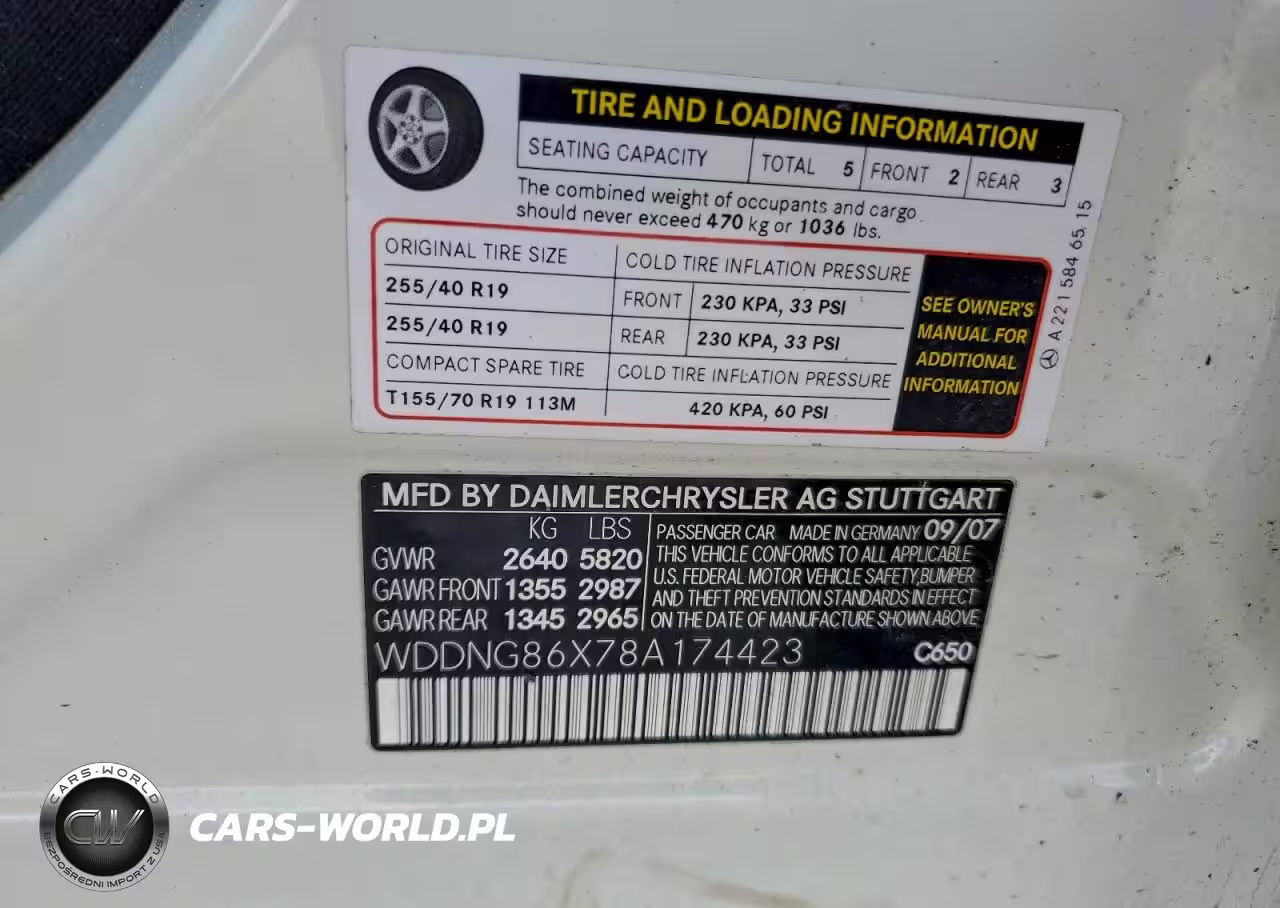 TIRE AND LOADING INFORMATION
SEATING CAPACITY TOTAL 5 FRONT 2 REAR 3
The combined weight of occupants and cargo
should never exceed 470 kg or 1036 lbs.
ORIGINAL TIRE SIZE COLD TIRE INFLATION PRESSURE
255/40 R19 FRONT 230 KPA, 33 PSI
255/40 R19 REAR 230 KPA, 33 PSI
COMPACT SPARE TIRE COLD TIRE INFLATION PRESSURE
T155/70 R19 113M 420 KPA, 60 PSI
SEE OWNER'S
MANUAL FOR
ADDITIONAL
INFORMATION
A 221 584 65 15
MFD BY DAIMLERCHRYSLER AG STUTTGART
KG LBS
GVWR 2640 5820
GAWR FRONT 1355 2987
GAWR REAR 1345 2965
PASSENGER CAR MADE IN GERMANY 09/07
THIS VEHICLE CONFORMS TO ALL APPLICABLE
U.S. FEDERAL MOTOR VEHICLE SAFETY,BUMPER
AND THEFT PREVENTION STANDARDS IN EFFECT
ON THE DATE OF MANUFACTURE SHOWN ABOVE
WDDNG86X78A174423 C650
CARS-WORLD
CW
BEZPOŚREDNI IMPORT Z USA
CARS-WORLD.PL